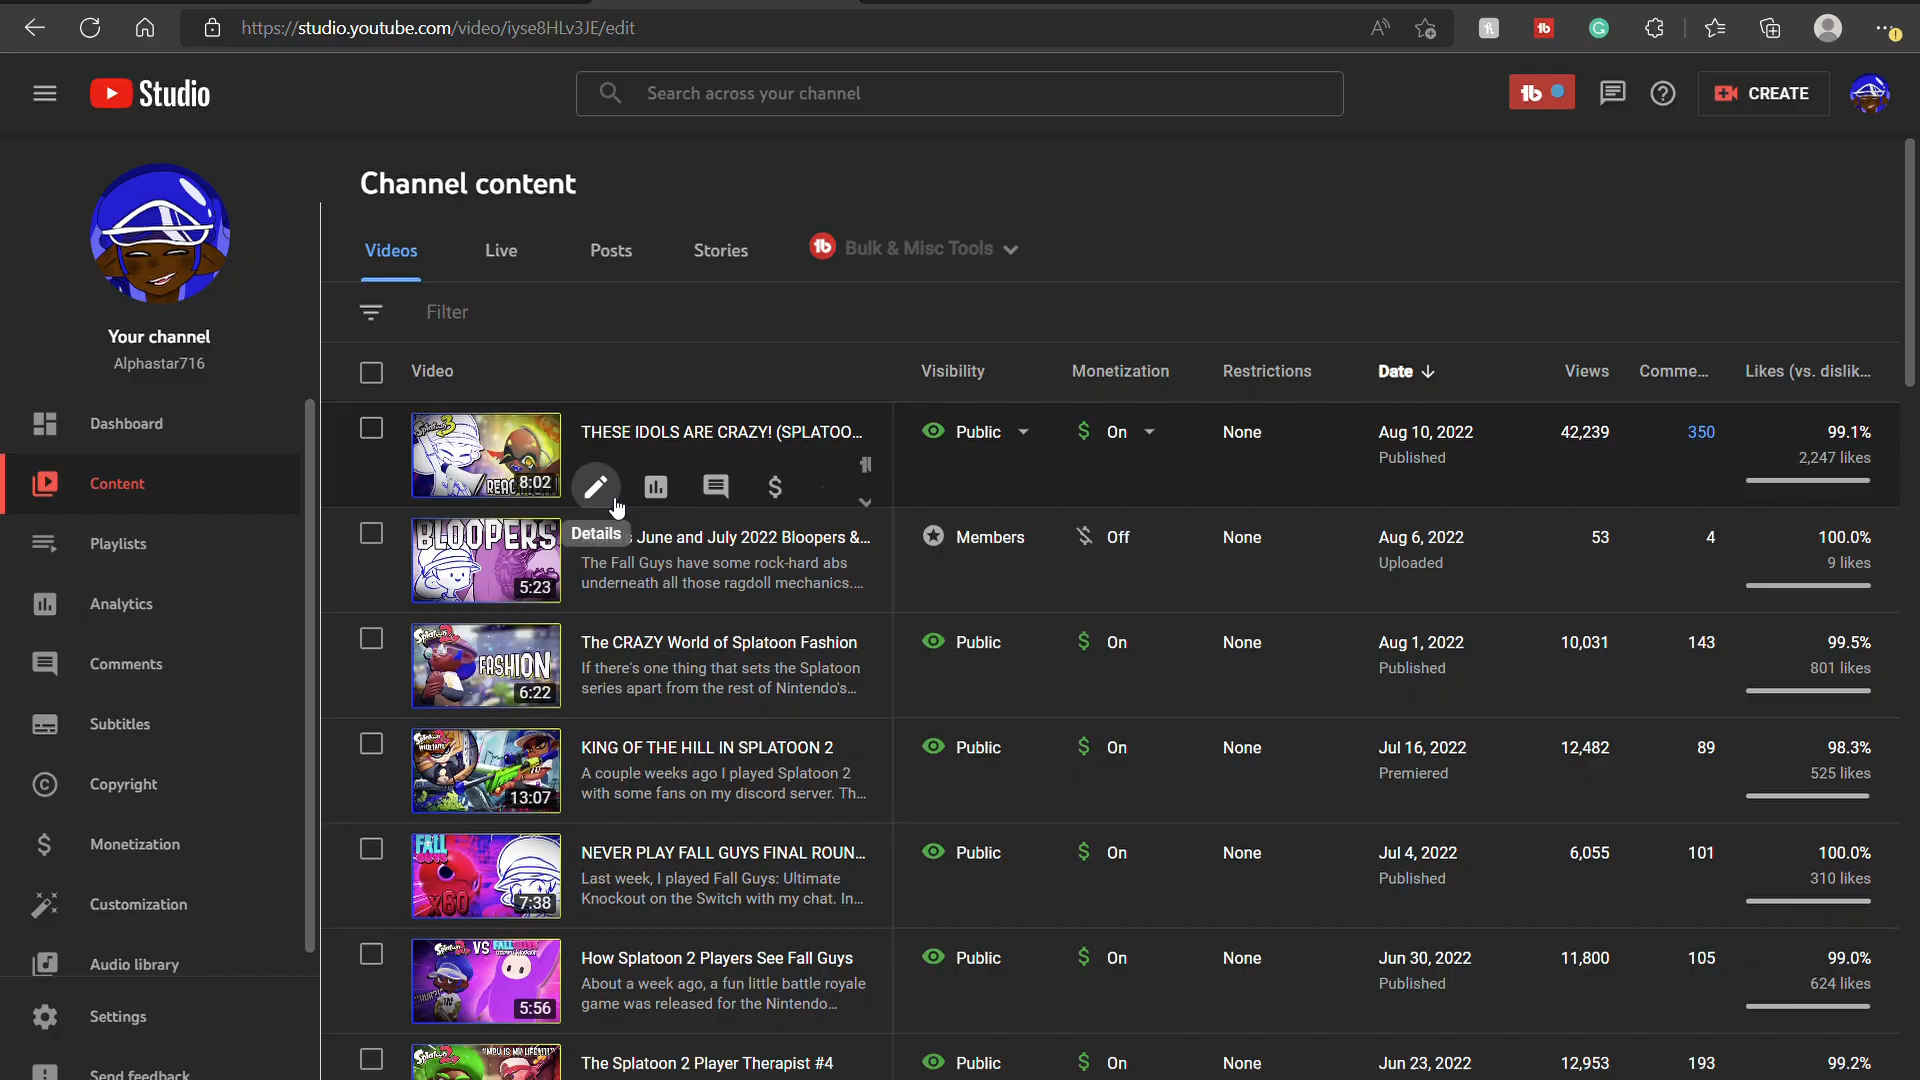 https://studio.youtube.com/video/iyse8HLv3JE/edit
Studio
Search across your channel
CREATE
Your channel
Alphastar716
Dashboard
Content
Playlists
Analytics
Comments
Subtitles
Copyright
Monetization
Customization
Audio library
Settings
Send feedback
Channel content
Videos Live Posts Stories Bulk & Misc Tools
Filter
Video Visibility Monetization Restrictions Date Views Comme... Likes (vs. dislik...
8:02 THESE IDOLS ARE CRAZY! (SPLATOO... Public On None Aug 10, 2022 42,239 350 99.1%
Published 2,247 likes
Details
BLOOPERS 5:23 June and July 2022 Bloopers &... Members Off None Aug 6, 2022 53 4 100.0%
The Fall Guys have some rock-hard abs Uploaded 9 likes
underneath all those ragdoll mechanics....
FASHION 6:22 The CRAZY World of Splatoon Fashion Public On None Aug 1, 2022 10,031 143 99.5%
If there's one thing that sets the Splatoon Published 801 likes
series apart from the rest of Nintendo's...
13:07 KING OF THE HILL IN SPLATOON 2 Public On None Jul 16, 2022 12,482 89 98.3%
A couple weeks ago I played Splatoon 2 Premiered 525 likes
with some fans on my discord server. Th...
FALL GUYS x60 7:38 NEVER PLAY FALL GUYS FINAL ROUN... Public On None Jul 4, 2022 6,055 101 100.0%
Last week, I played Fall Guys: Ultimate Published 310 likes
Knockout on the Switch with my chat. In...
VS 5:56 How Splatoon 2 Players See Fall Guys Public On None Jun 30, 2022 11,800 105 99.0%
About a week ago, a fun little battle royale Published 624 likes
game was released for the Nintendo...
The Splatoon 2 Player Therapist #4 Public On None Jun 23, 2022 12,953 193 99.2%